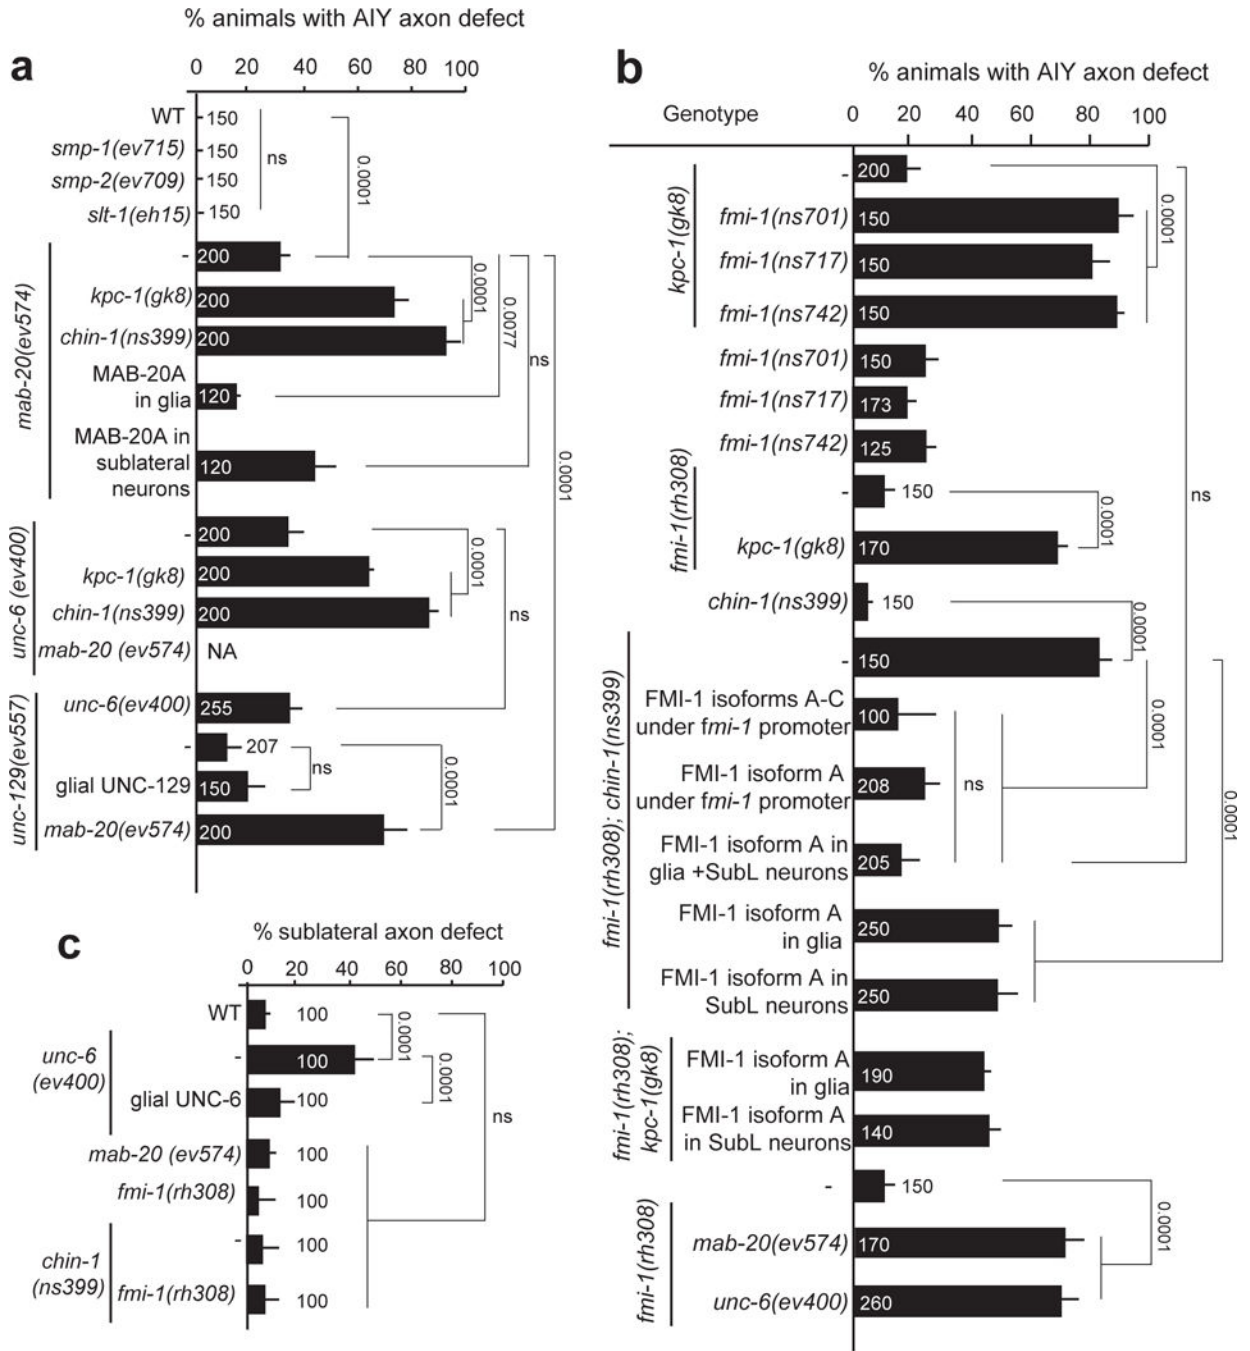 a
% animals with AIY axon defect
0 20 40 60 80 100
WT 150
smp-1(ev715) 150
smp-2(ev709) 150
slt-1(eh15) 150
ns
0.0001
mab-20(ev574)
- 200
kpc-1(gk8) 200
chin-1(ns399) 200
0.0001
0.0077
ns
0.0001
MAB-20A
in glia
120
MAB-20A in
sublateral
neurons
120
unc-6 (ev400)
- 200
kpc-1(gk8) 200
chin-1(ns399) 200
mab-20 (ev574) NA
0.0001
ns
unc-129(ev557)
unc-6(ev400) 255
- 207
glial UNC-129 150
mab-20(ev574) 200
ns
0.0001
b
% animals with AIY axon defect
Genotype 0 20 40 60 80 100
kpc-1(gk8)
- 200
fmi-1(ns701) 150
fmi-1(ns717) 150
fmi-1(ns742) 150
0.0001
fmi-1(ns701) 150
fmi-1(ns717) 173
fmi-1(ns742) 125
ns
fmi-1(rh308)
- 150
kpc-1(gk8) 170
0.0001
chin-1(ns399) 150
0.0001
fmi-1(rh308); chin-1(ns399)
- 150
FMI-1 isoforms A-C
under fmi-1 promoter
100
FMI-1 isoform A
under fmi-1 promoter
208
FMI-1 isoform A in
glia +SubL neurons
205
ns
0.0001
0.0001
FMI-1 isoform A
in glia
250
FMI-1 isoform A in
SubL neurons
250
fmi-1(rh308);
kpc-1(gk8)
FMI-1 isoform A
in glia
190
FMI-1 isoform A
in SubL neurons
140
- 150
fmi-1(rh308)
mab-20(ev574) 170
unc-6(ev400) 260
0.0001
c
% sublateral axon defect
0 20 40 60 80 100
WT 100
unc-6
(ev400)
- 100
glial UNC-6 100
0.0001
0.0001
ns
mab-20 (ev574) 100
fmi-1(rh308) 100
chin-1
(ns399)
- 100
fmi-1(rh308) 100